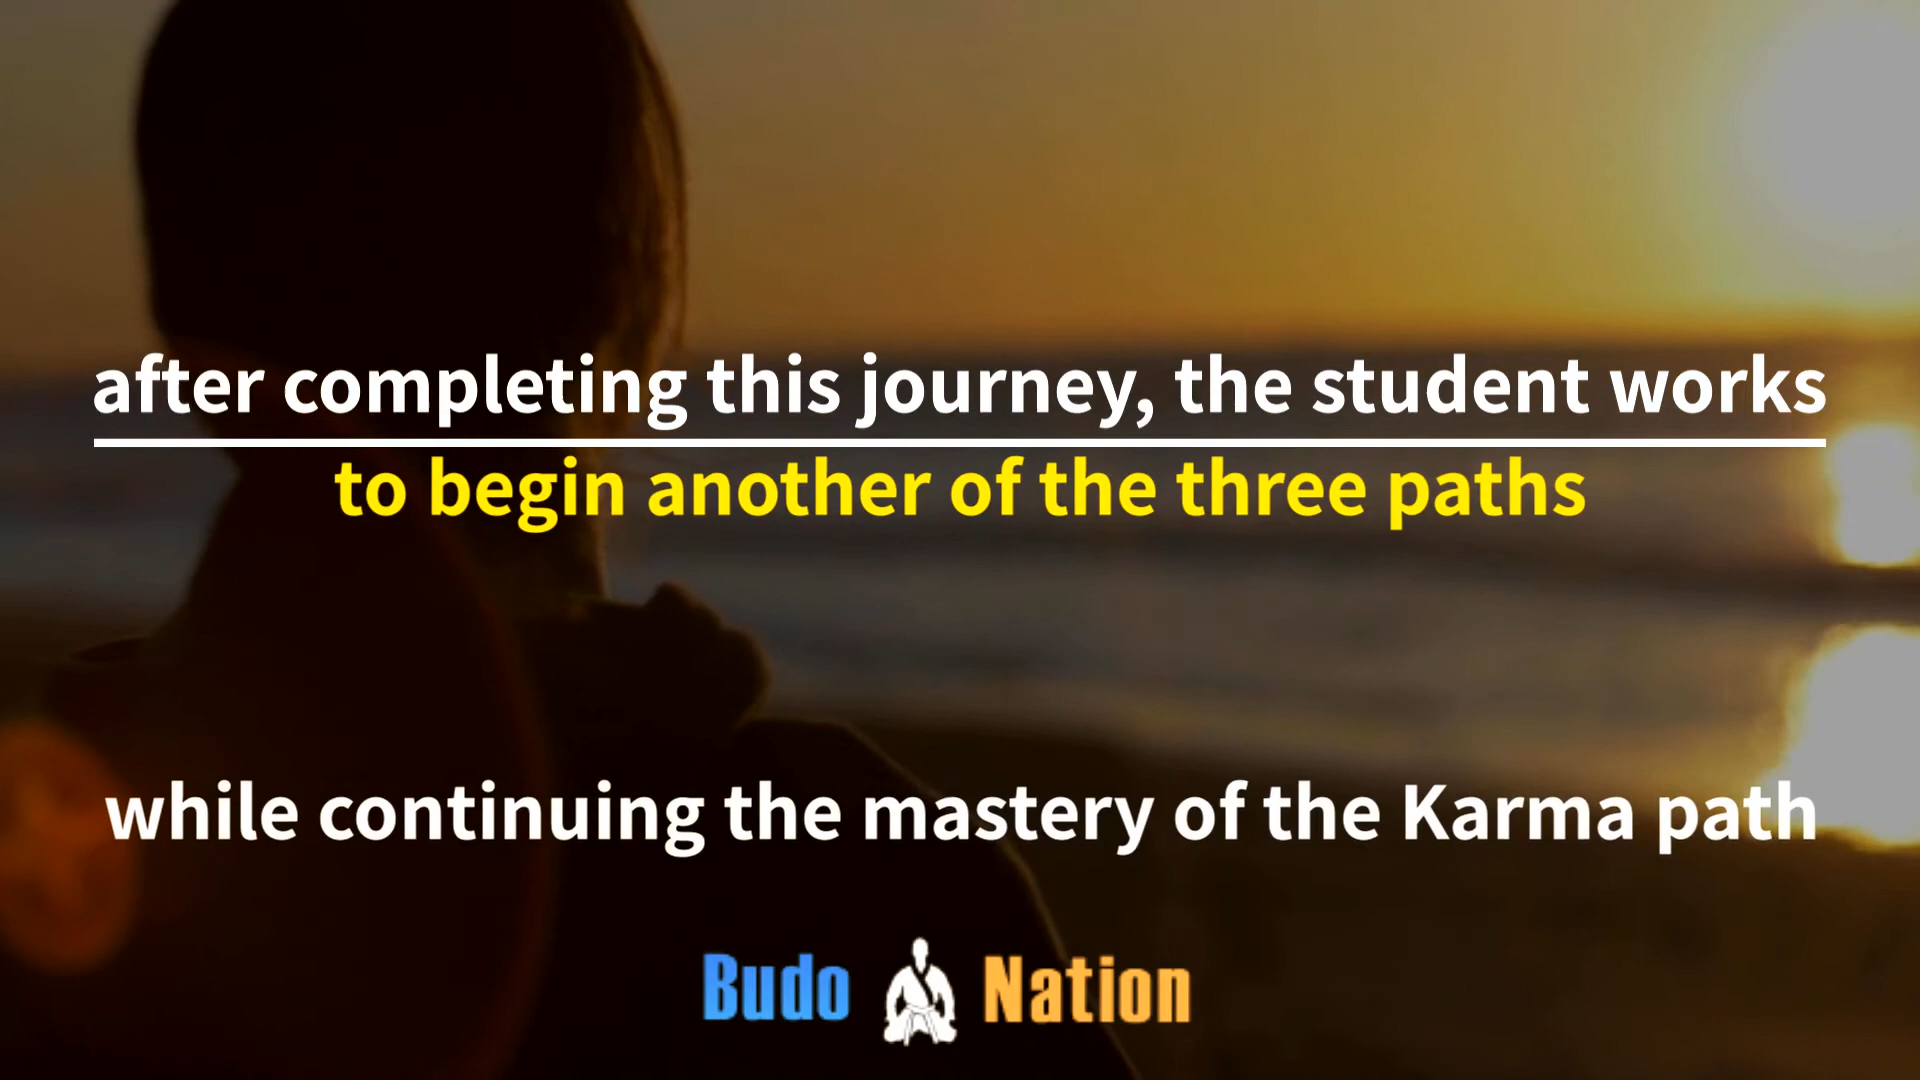 after completing this journey, the student works
to begin another of the three paths
while continuing the mastery of the Karma path
Budo Nation